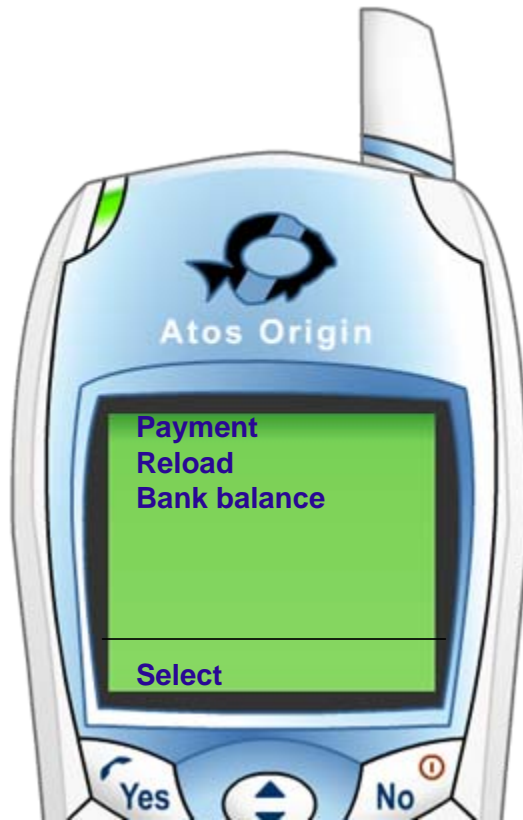 Atos Origin
Payment
Reload
Bank balance
Select
Yes
No